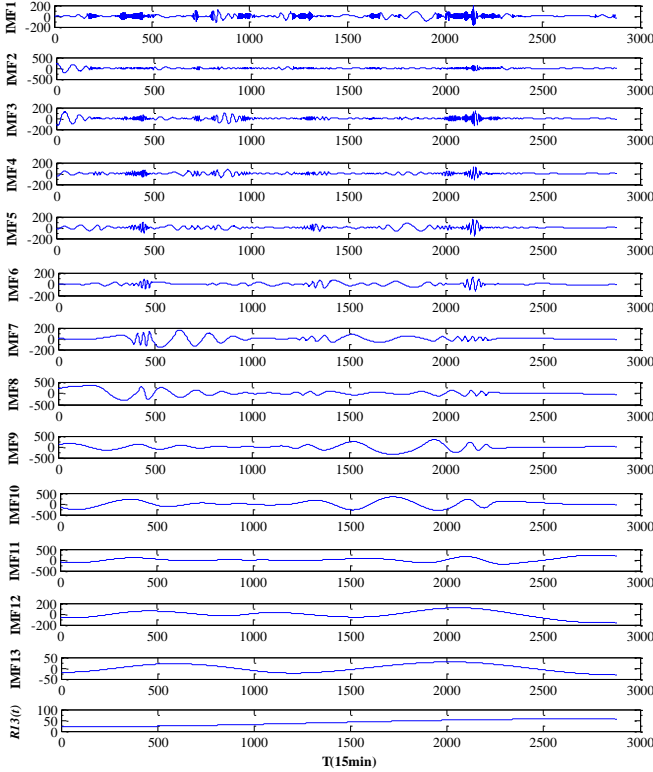 IMF1 200 0 -200
0 500 1000 1500 2000 2500 3000
IMF2 500 0 -500
0 500 1000 1500 2000 2500 3000
IMF3 200 0 -200
0 500 1000 1500 2000 2500 3000
IMF4 200 0 -200
0 500 1000 1500 2000 2500 3000
IMF5 200 0 -200
0 500 1000 1500 2000 2500 3000
IMF6 200 0 -200
0 500 1000 1500 2000 2500 3000
IMF7 200 0 -200
0 500 1000 1500 2000 2500 3000
IMF8 500 0 -500
0 500 1000 1500 2000 2500 3000
IMF9 500 0 -500
0 500 1000 1500 2000 2500 3000
IMF10 500 0 -500
0 500 1000 1500 2000 2500 3000
IMF11 500 0 -500
0 500 1000 1500 2000 2500 3000
IMF12 200 0 -200
0 500 1000 1500 2000 2500 3000
IMF13 50 0 -50
0 500 1000 1500 2000 2500 3000
R13(t) 100 50 0
0 500 1000 1500 2000 2500 3000
T(15min)